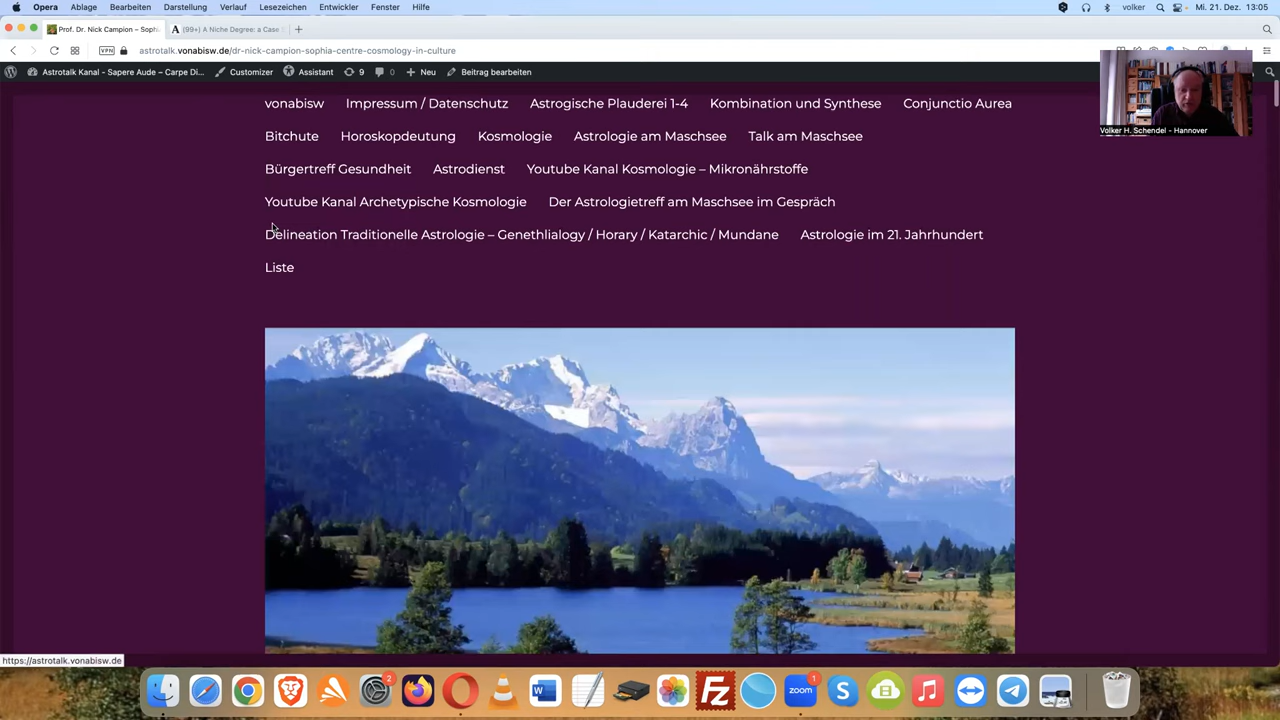 Opera Ablage Bearbeiten Darstellung Verlauf Lesezeichen Entwickler Fenster Hilfe volker Mi. 21. Dez. 13:05
Prof. Dr. Nick Campion – Soph (99+) A Niche Degree: a Case
VPN astrotalk.vonabisw.de/dr-nick-campion-sophia-centre-cosmology-in-culture
Astrotalk Kanal - Sapere Aude – Carpe Di... Customizer Assistant 9 0 Neu Beitrag bearbeiten
vonabisw Impressum / Datenschutz Astrogische Plauderei 1-4 Kombination und Synthese Conjunctio Aurea
Volker H. Schendel - Hannover
Bitchute Horoskopdeutung Kosmologie Astrologie am Maschsee Talk am Maschsee
Bürgertreff Gesundheit Astrodienst Youtube Kanal Kosmologie – Mikronährstoffe
Youtube Kanal Archetypische Kosmologie Der Astrologietreff am Maschsee im Gespräch
Delineation Traditionelle Astrologie – Genethlialogy / Horary / Katarchic / Mundane Astrologie im 21. Jahrhundert
Liste
https://astrotalk.vonabisw.de
2 W Fz zoom 1 S